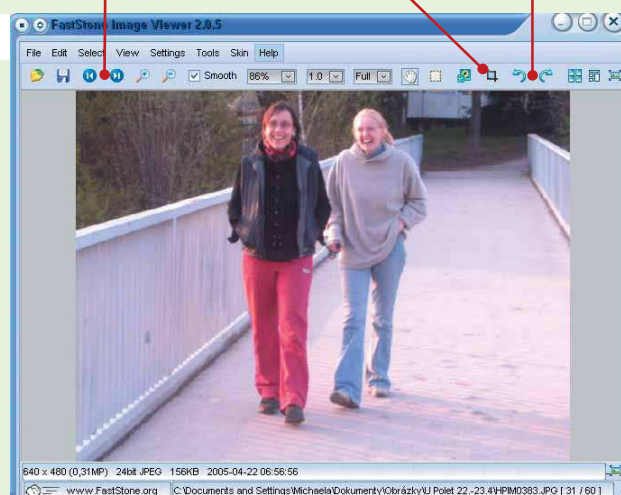 FastStone Image Viewer 2.0.5
File Edit Select View Settings Tools Skin Help
Smooth 86% 1.0 Full
640 x 480 (0,31MP) 24bit JPEG 156KB 2005-04-22 06:56:56
www.FastStone.org C:\Documents and Settings\Michaela\Dokumenty\Obrázky\U Polet 22.-23.4\HPIM0383.JPG [ 31 / 60 ]